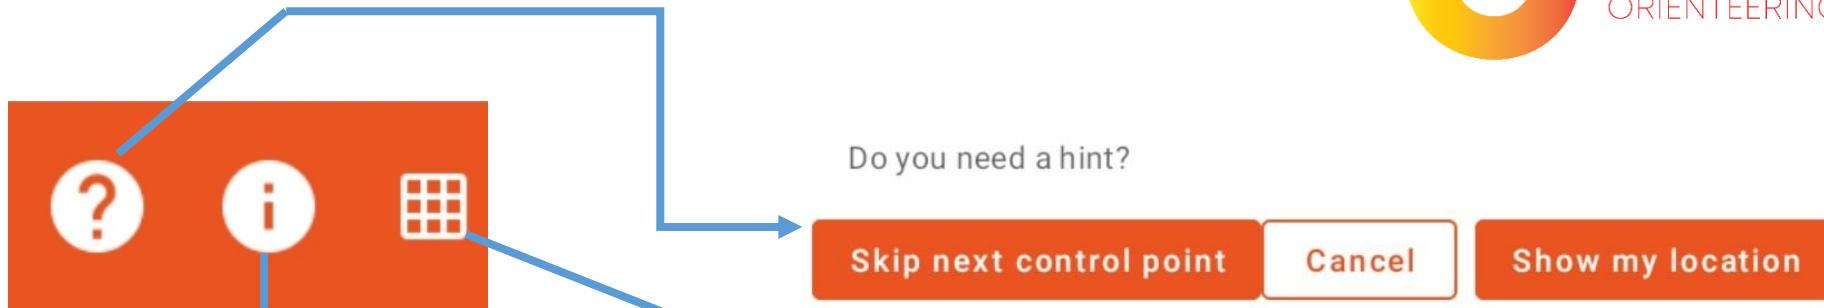 ORIENTEERING
Do you need a hint?
Skip next control point
Cancel
Show my location